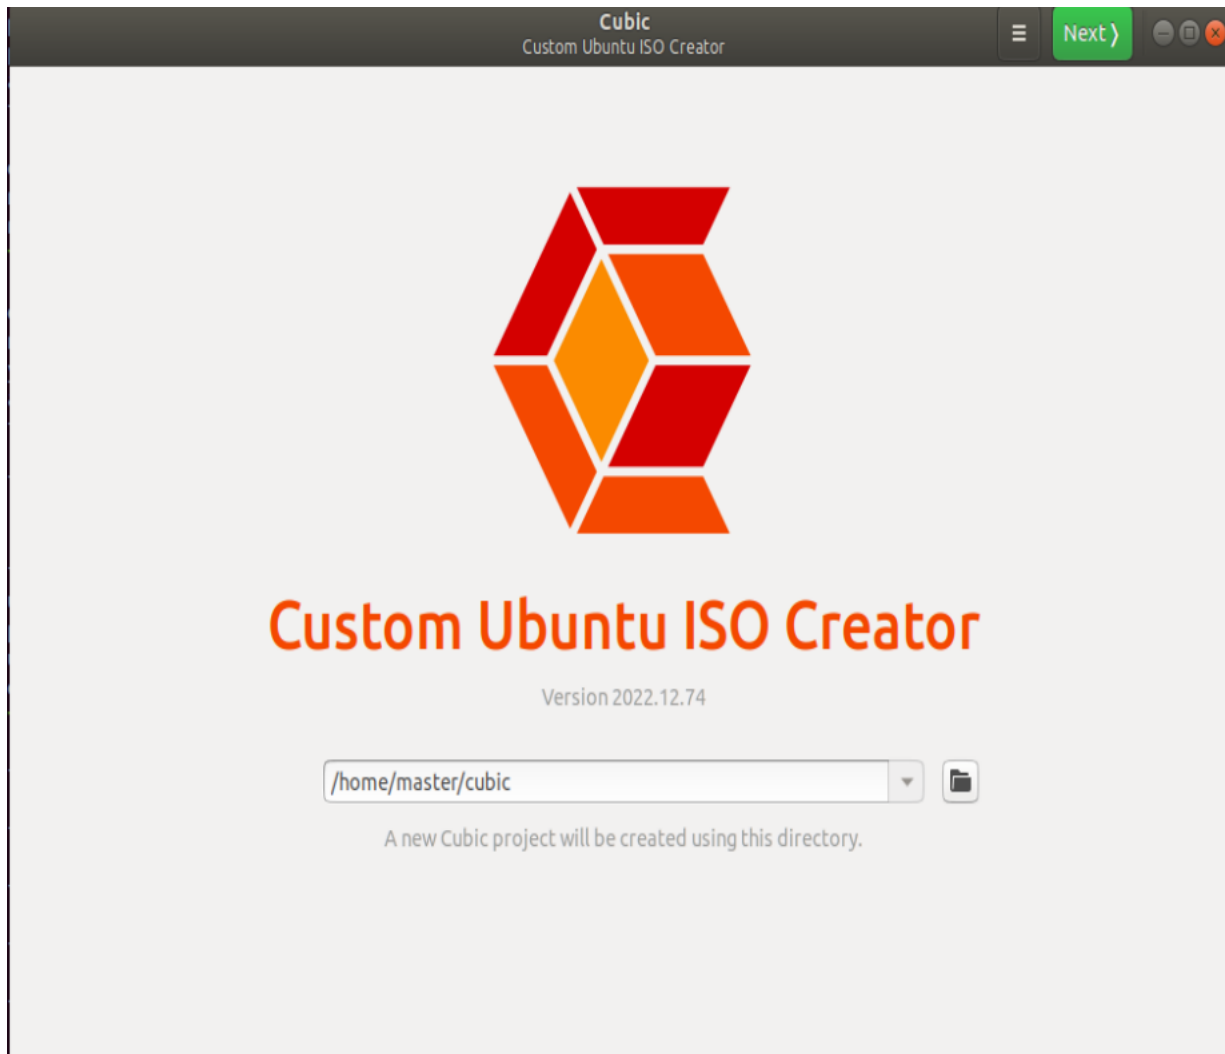 Cubic
Custom Ubuntu ISO Creator
Next
Custom Ubuntu ISO Creator
Version 2022.12.74
/home/master/cubic
A new Cubic project will be created using this directory.